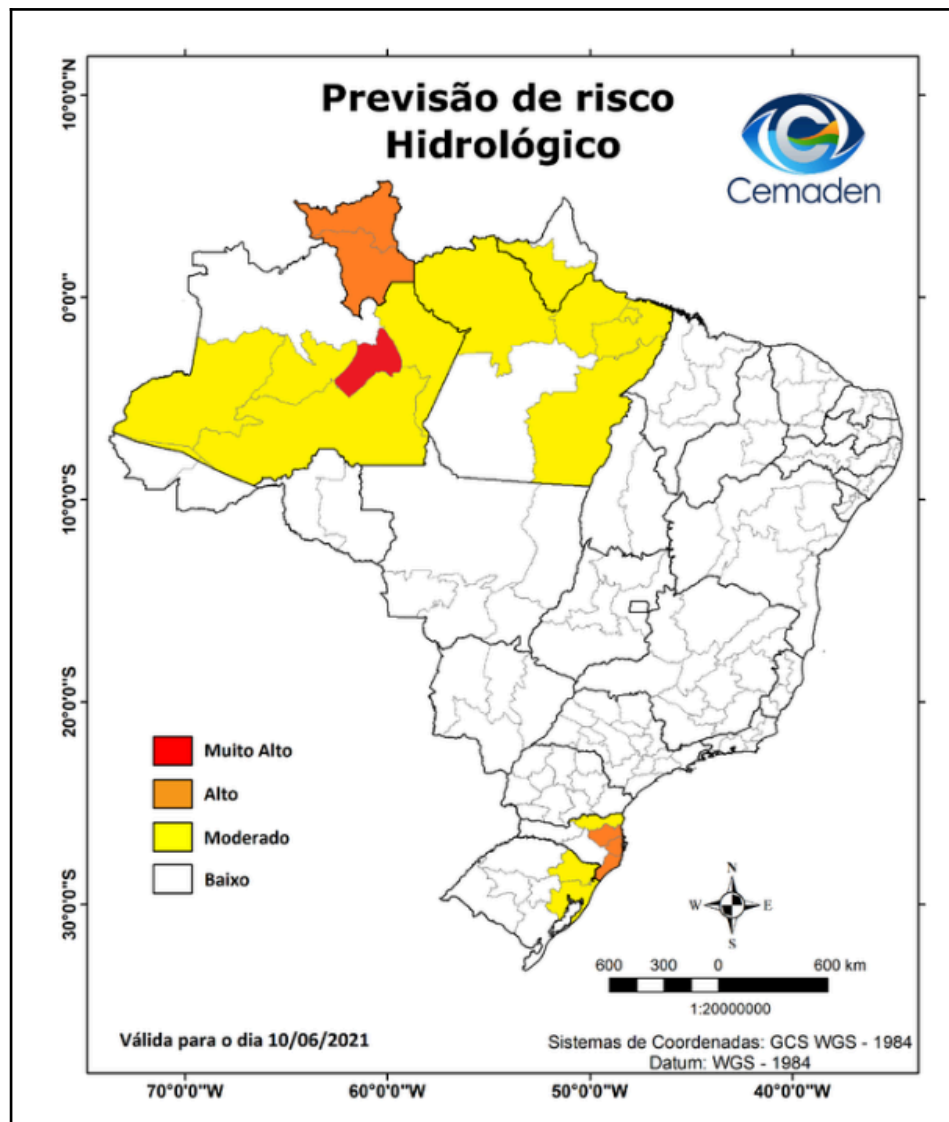 Previsão de risco
Hidrológico
Cemaden
10°0'0"N
0°0'0"
10°0'0"S
20°0'0"S
30°0'0"S
Muito Alto
Alto
Moderado
Baixo
N
W E
S
600 300 0 600 km
1:20000000
Válida para o dia 10/06/2021
Sistemas de Coordenadas: GCS WGS - 1984
Datum: WGS - 1984
70°0'0"W 60°0'0"W 50°0'0"W 40°0'0"W